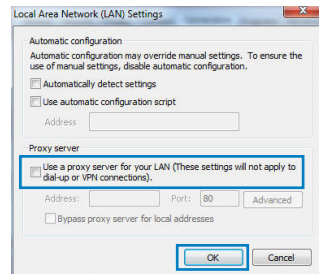 Local Area Network (LAN) Settings
Automatic configuration
Automatic configuration may override manual settings. To ensure the
use of manual settings, disable automatic configuration.
Automatically detect settings
Use automatic configuration script
Address
Proxy server
Use a proxy server for your LAN (These settings will not apply to
dial-up or VPN connections).
Address: Port: 80 Advanced
Bypass proxy server for local addresses
OK Cancel